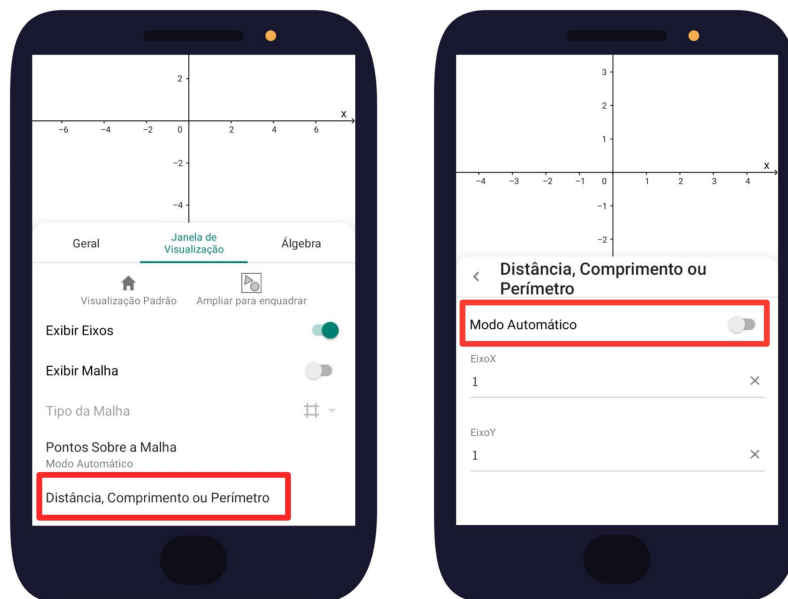 2
X
-6 -4 -2 0 2 4 6
-2
-4
Geral
Janela de
Visualização
Álgebra
Visualização Padrão
Ampliar para enquadrar
Exibir Eixos
Exibir Malha
Tipo da Malha
Pontos Sobre a Malha
Modo Automático
Distância, Comprimento ou Perímetro
3
2
1
X
-4 -3 -2 -1 0 1 2 3 4
-1
-2
Distância, Comprimento ou
Perímetro
Modo Automático
EixoX
1
EixoY
1